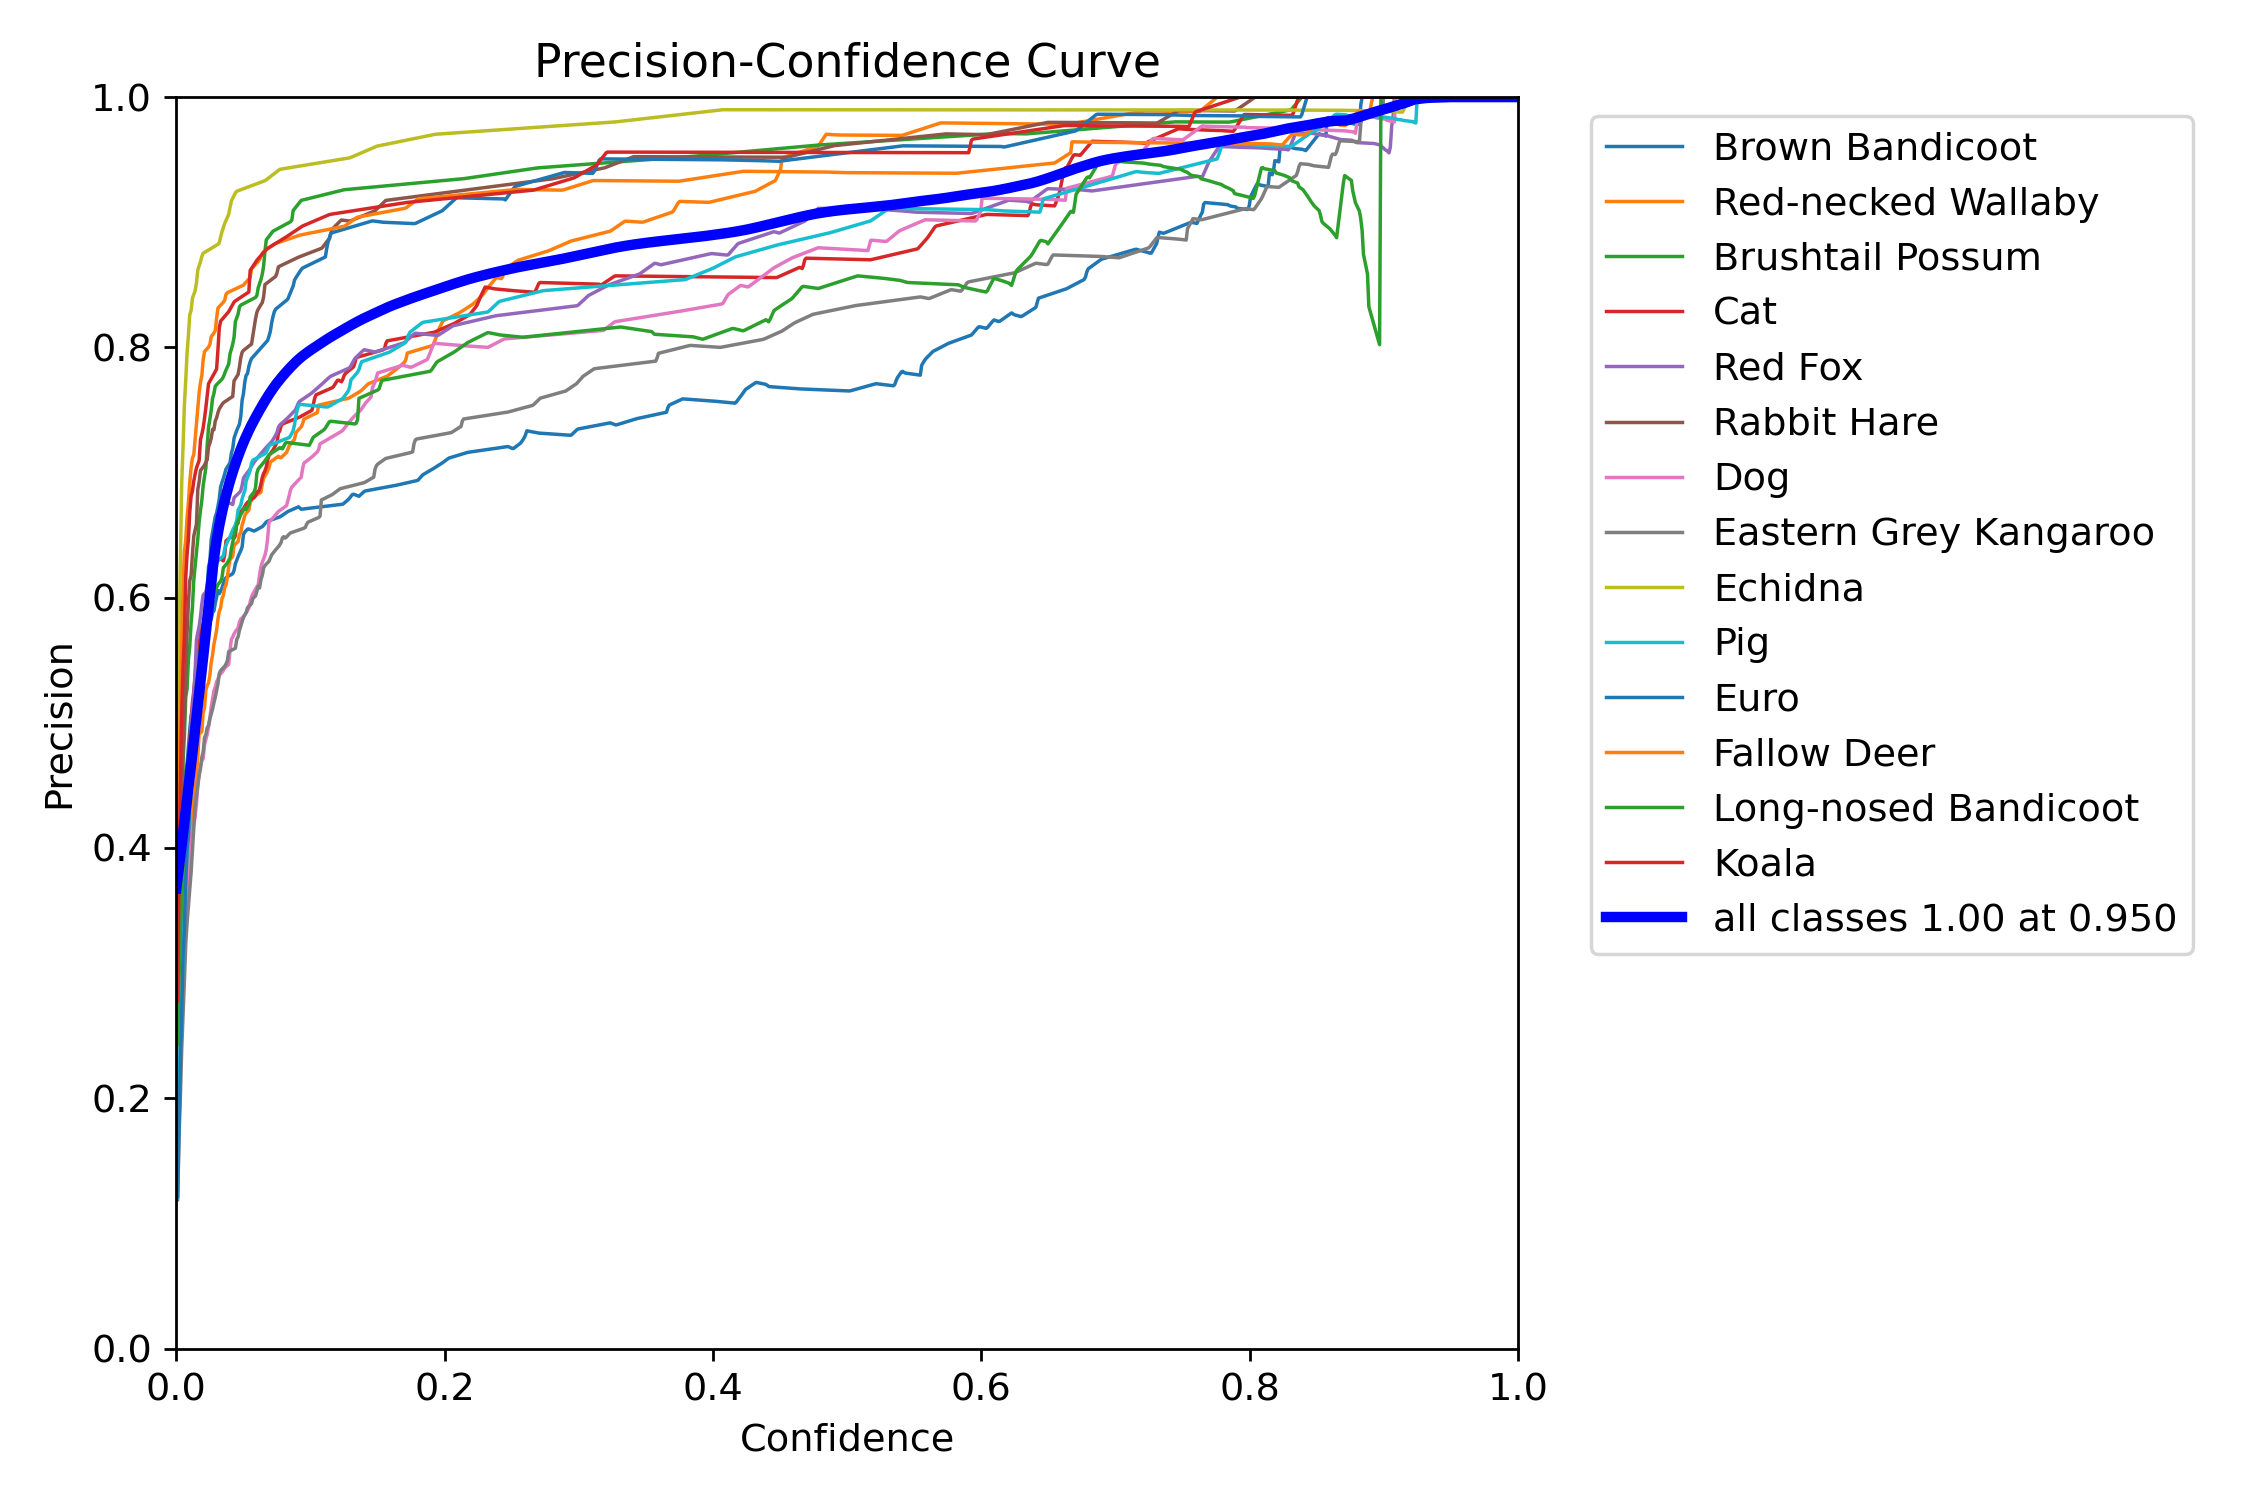 Precision-Confidence Curve
1.0
0.8
0.6
0.4
0.2
0.0
Precision
0.0 0.2 0.4 0.6 0.8 1.0
Confidence
Brown Bandicoot
Red-necked Wallaby
Brushtail Possum
Cat
Red Fox
Rabbit Hare
Dog
Eastern Grey Kangaroo
Echidna
Pig
Euro
Fallow Deer
Long-nosed Bandicoot
Koala
all classes 1.00 at 0.950